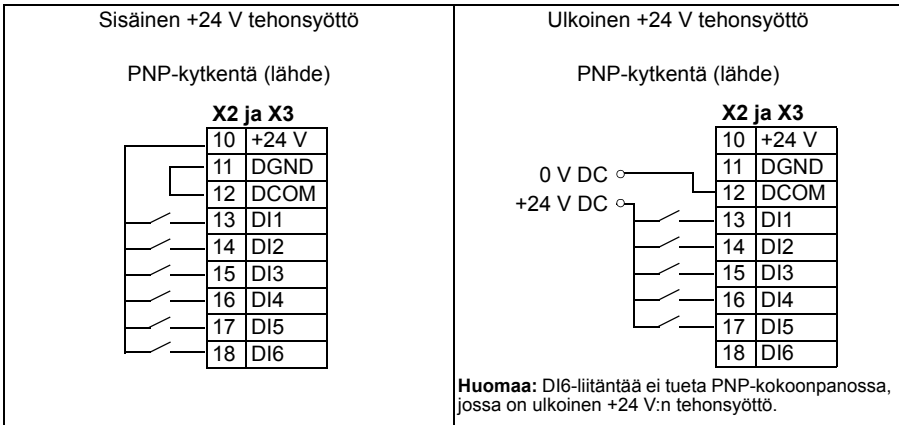 Sisäinen +24 V tehonsyöttö
PNP-kytkentä (lähde)
X2 ja X3
10 +24 V
11 DGND
12 DCOM
13 DI1
14 DI2
15 DI3
16 DI4
17 DI5
18 DI6
Ulkoinen +24 V tehonsyöttö
PNP-kytkentä (lähde)
X2 ja X3
10 +24 V
11 DGND
0 V DC
12 DCOM
+24 V DC
13 DI1
14 DI2
15 DI3
16 DI4
17 DI5
18 DI6
Huomaa: DI6-liitäntää ei tueta PNP-kokoonpanossa,
jossa on ulkoinen +24 V:n tehonsyöttö.